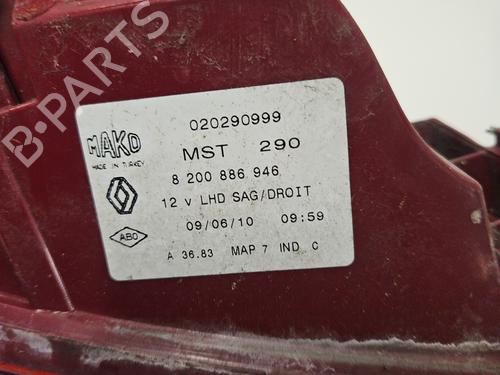 MAKO
MADE IN TURKEY
020290999
MST 290
8 200 886 946
12 v LHD SAG/DROIT
09/06/10 09:59
ABO
A 36.83 MAP 7 IND C
B-PARTS